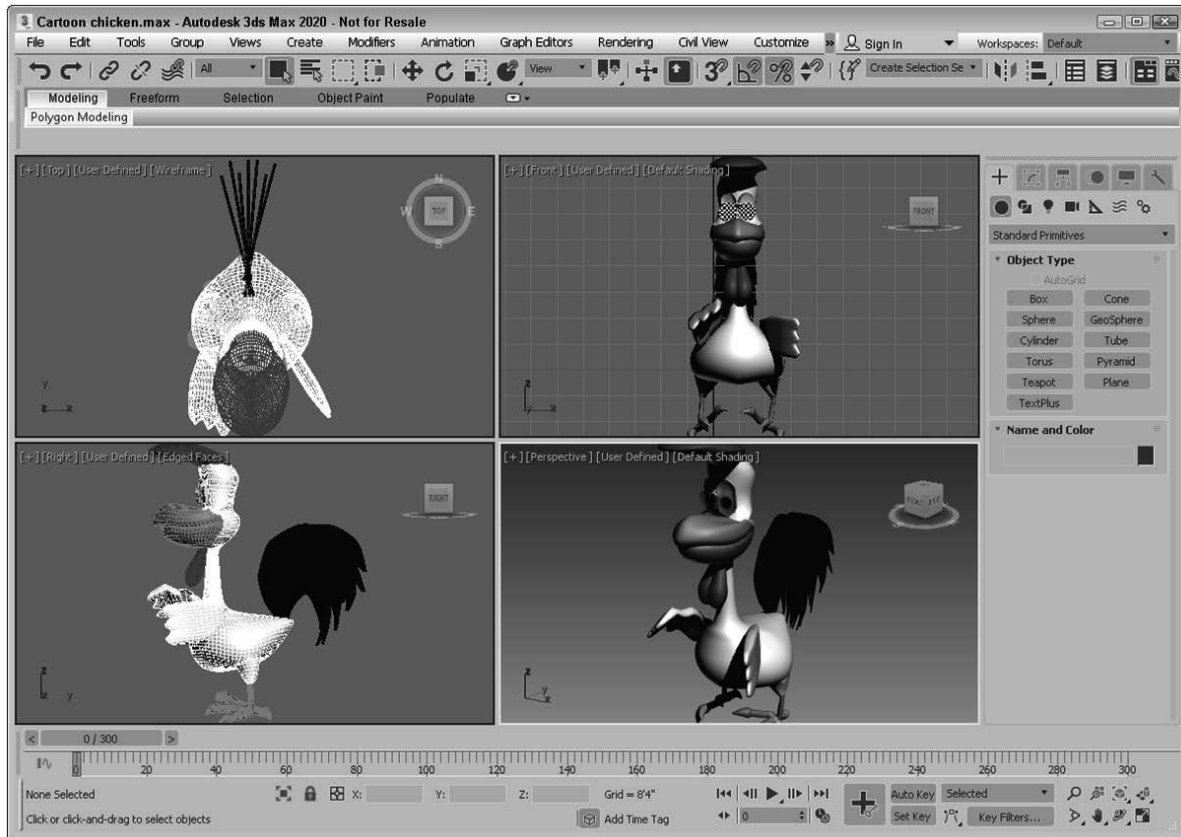 3 Cartoon chicken.max - Autodesk 3ds Max 2020 - Not for Resale
File Edit Tools Group Views Create Modifiers Animation Graph Editors Rendering Civil View Customize » Sign In Workspaces: Default
All View 3 Create Selection Se
Modeling Freeform Selection Object Paint Populate
Polygon Modeling
[+] [Top] [User Defined] [Wireframe]
N
W TOP E
S
y
z x
[+] [Front] [User Defined] [Default Shading]
FRONT
z
y x
[+] [Right] [User Defined] [Edged Faces]
RIGHT
z
x y
[+] [Perspective] [User Defined] [Default Shading]
z
y
x
Standard Primitives
Object Type
AutoGrid
Box Cone
Sphere GeoSphere
Cylinder Tube
Torus Pyramid
Teapot Plane
TextPlus
Name and Color
< 0 / 300 >
0 20 40 60 80 100 120 140 160 180 200 220 240 260 280 300
None Selected X: Y: Z: Grid = 8'4" Auto Key Selected
Click or click-and-drag to select objects Add Time Tag 0 Set Key Key Filters...